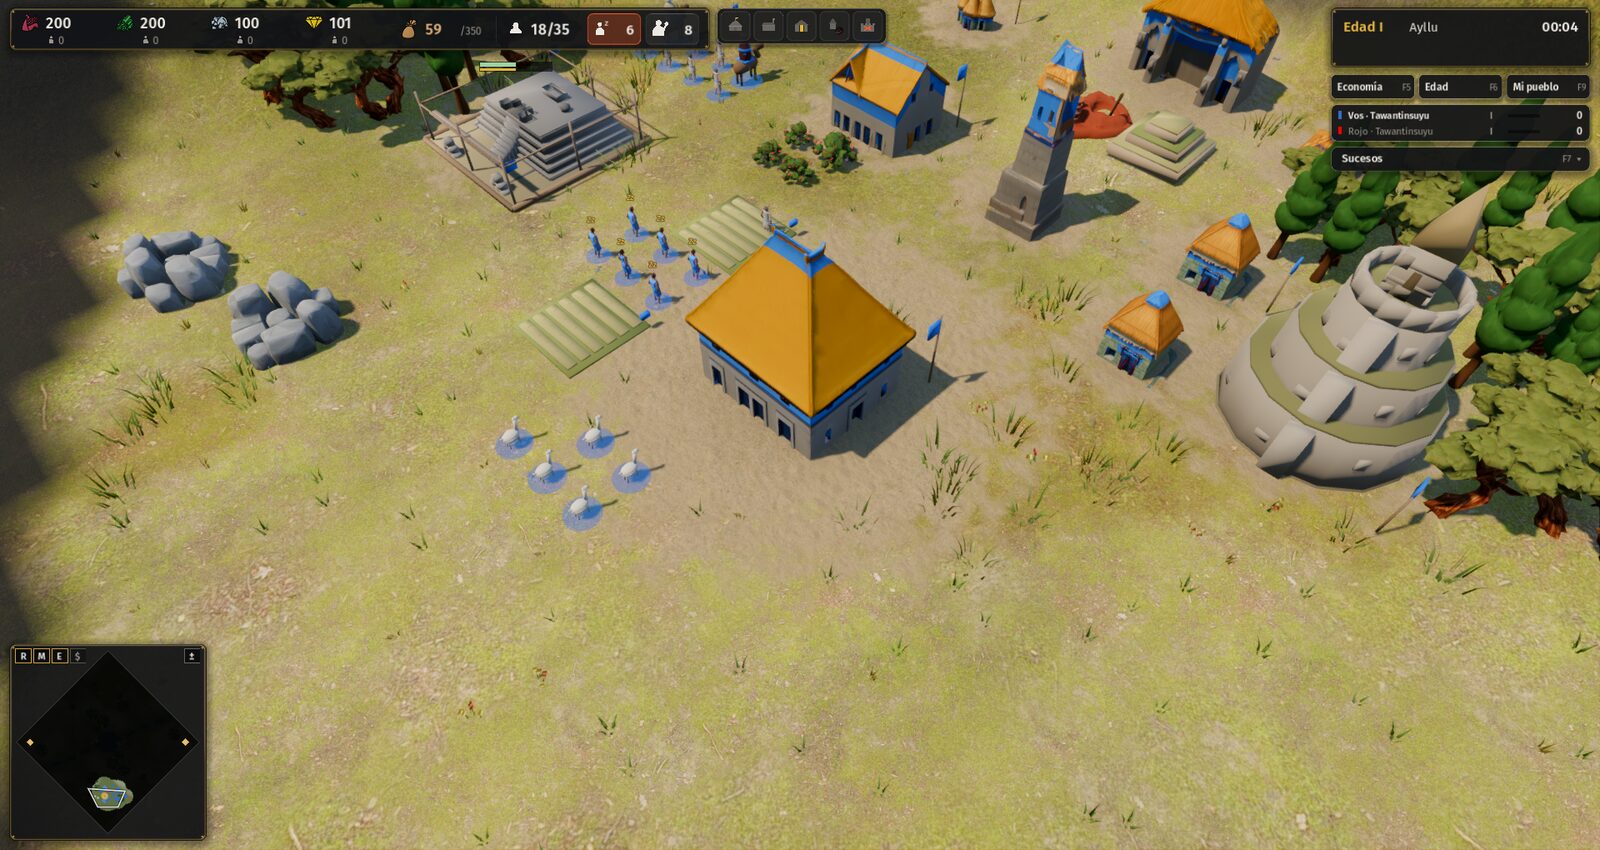 200 200 100 101 59 /350 18/35 6 8
0 0 0 0
Edad I Ayllu 00:04
Economía F5 Edad F6 Mi pueblo F9
Vos · Tawantinsuyu I 0
Rojo · Tawantinsuyu I 0
Sucesos F7
R M E $